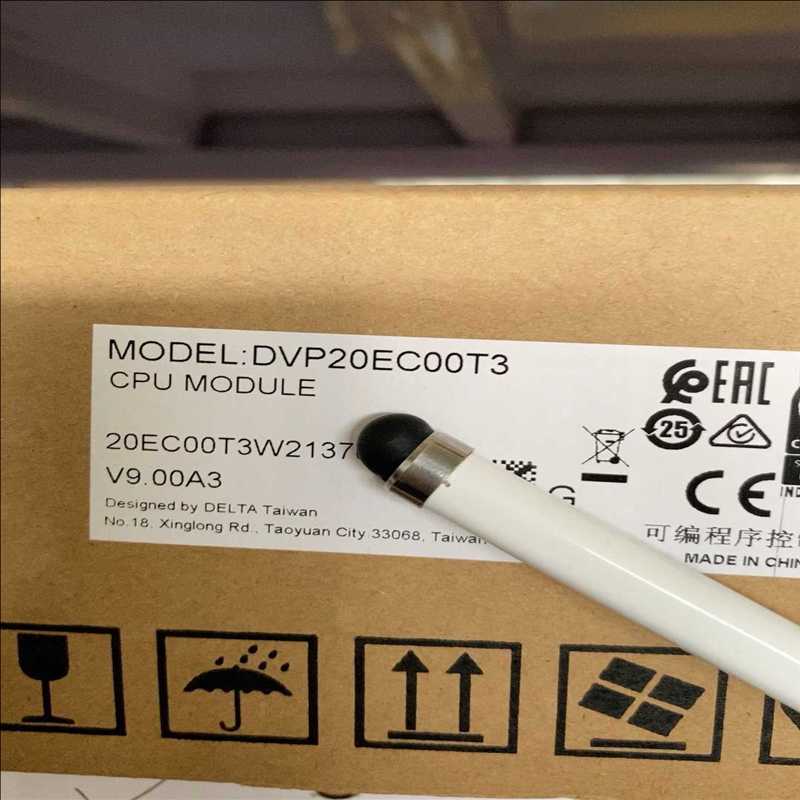 MODEL:DVP20EC00T3
CPU MODULE
20EC00T3W2137
V9.00A3
Designed by DELTA Taiwan
No.18, Xinglong Rd., Taoyuan City 33068, Taiwan
EAC
25
CE
可编程序控
MADE IN CHIN